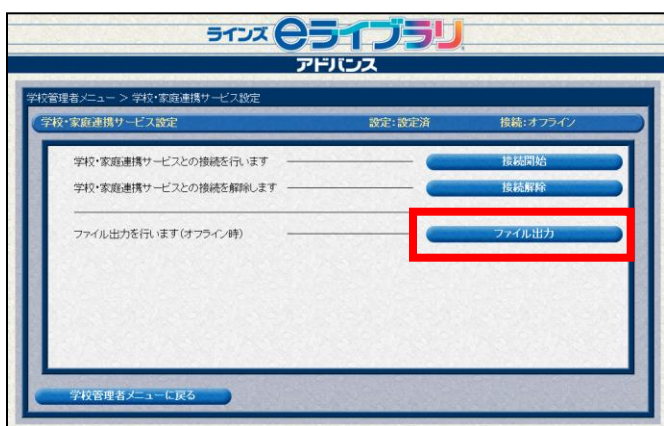 ラインズ eライブラリ
アドバンス
学校管理者メニュー > 学校・家庭連携サービス設定
学校・家庭連携サービス設定 設定:設定済 接続:オフライン
学校・家庭連携サービスとの接続を行います 接続開始
学校・家庭連携サービスとの接続を解除します 接続解除
ファイル出力を行います(オフライン時) ファイル出力
学校管理者メニューに戻る